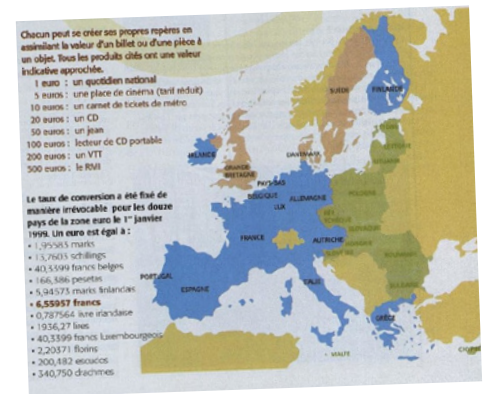 Chacun peut se créer ses propres repères en
assimilant la valeur d'un billet ou d'une pièce à
un objet. Tous les produits cités ont une valeur
indicative approchée.
1 euro : un quotidien national
5 euros : une place de cinéma (tarif réduit)
10 euros : un carnet de tickets de métro
20 euros : un CD
50 euros : un jean
100 euros : lecteur de CD portable
200 euros : un VTT
500 euros : le RMI
Le taux de conversion a été fixé de
manière irrévocable pour les douze
pays de la zone euro le 1er janvier
1999. Un euro est égal à :
• 1,95583 marks
• 13,7603 schillings
• 40,3399 francs belges
• 166,386 pesetas
• 5,94573 marks finlandais
• 6,55957 francs
• 0,787564 livre irlandaise
• 1936,27 lires
• 40,3399 francs luxembourgeois
• 2,20371 florins
• 200,482 escudos
• 340,750 drachmes
SUÈDE
FINLANDE
IRLANDE
GRANDE-
BRETAGNE
DANEMARK
PAYS-BAS
BELGIQUE
LUX
ALLEMAGNE
POLOGNE
FRANCE
AUTRICHE
PORTUGAL
ESPAGNE
ITALIE
GRÈCE
ROUMANIE
BULGARIE
MALTE